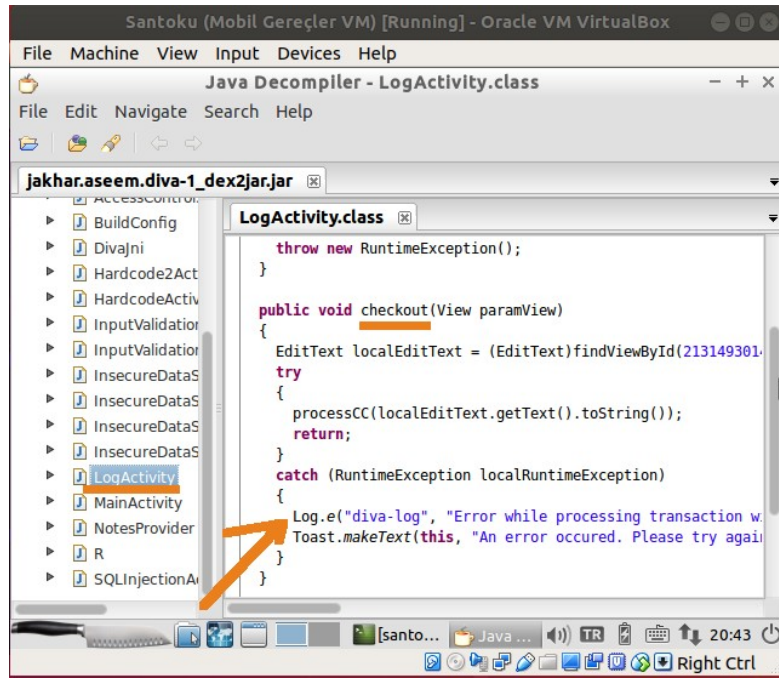 Santoku (Mobil Gereçler VM) [Running] - Oracle VM VirtualBox
File Machine View Input Devices Help
Java Decompiler - LogActivity.class
File Edit Navigate Search Help
jakhar.aseem.diva-1_dex2jar.jar
AccessControl
BuildConfig
DivaJni
Hardcode2Act
HardcodeActiv
InputValidation
InputValidation
InsecureDataS
InsecureDataS
InsecureDataS
InsecureDataS
LogActivity
MainActivity
NotesProvider
R
SQLInjectionA
LogActivity.class
throw new RuntimeException();
}
public void checkout(View paramView)
{
EditText localEditText = (EditText)findViewById(213149301
try
{
processCC(localEditText.getText().toString());
return;
}
catch (RuntimeException localRuntimeException)
{
Log.e("diva-log", "Error while processing transaction w
Toast.makeText(this, "An error occured. Please try agai
}
}
[santo... Java ... TR 20:43
Right Ctrl